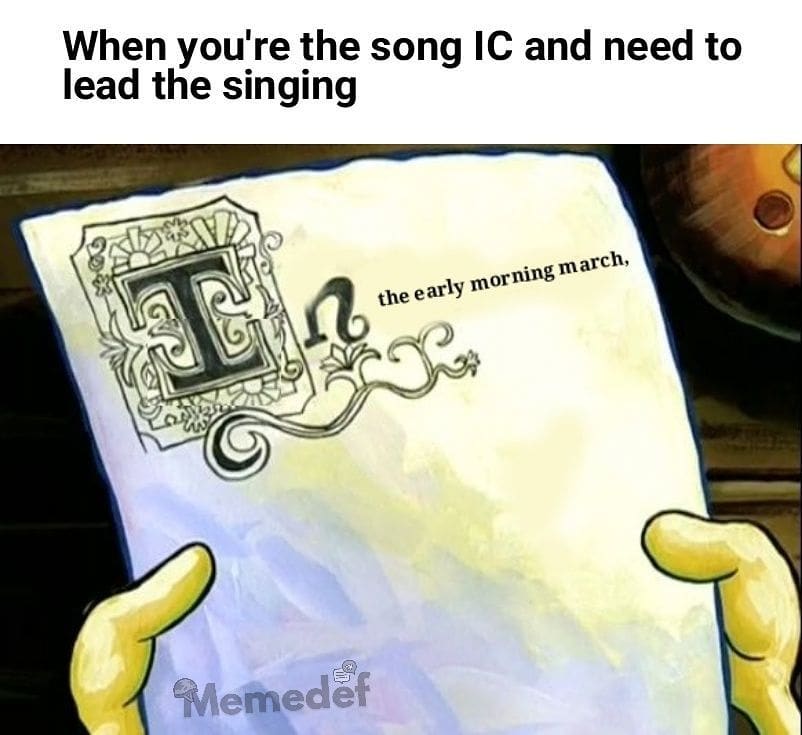 When you're the song IC and need to
lead the singing
In the early morning march,
Memedef